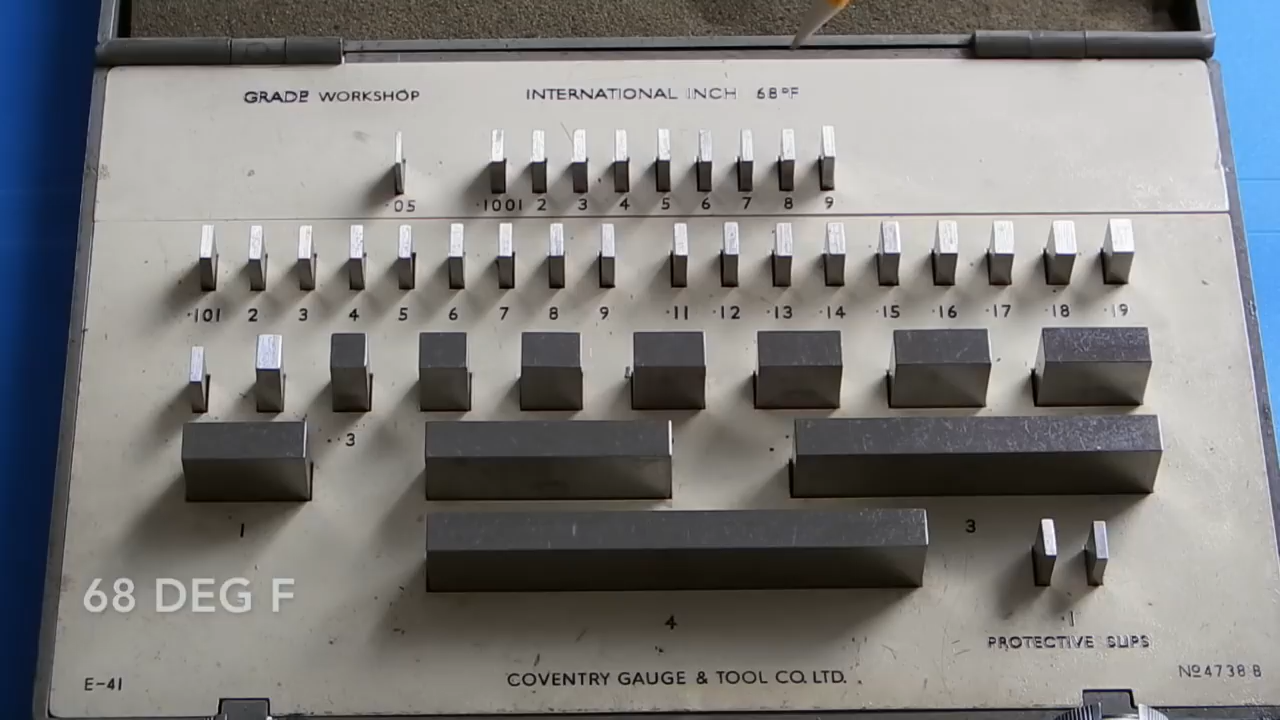 GRADE WORKSHOP INTERNATIONAL INCH 68°F
·05 ·1001 2 3 4 5 6 7 8 9
·101 2 3 4 5 6 7 8 9 ·11 ·12 ·13 ·14 ·15 ·16 ·17 ·18 ·19
·3
1 3
68 DEG F
4 ·1
PROTECTIVE SLIPS
E-41 COVENTRY GAUGE & TOOL CO. LTD. No 4738 8